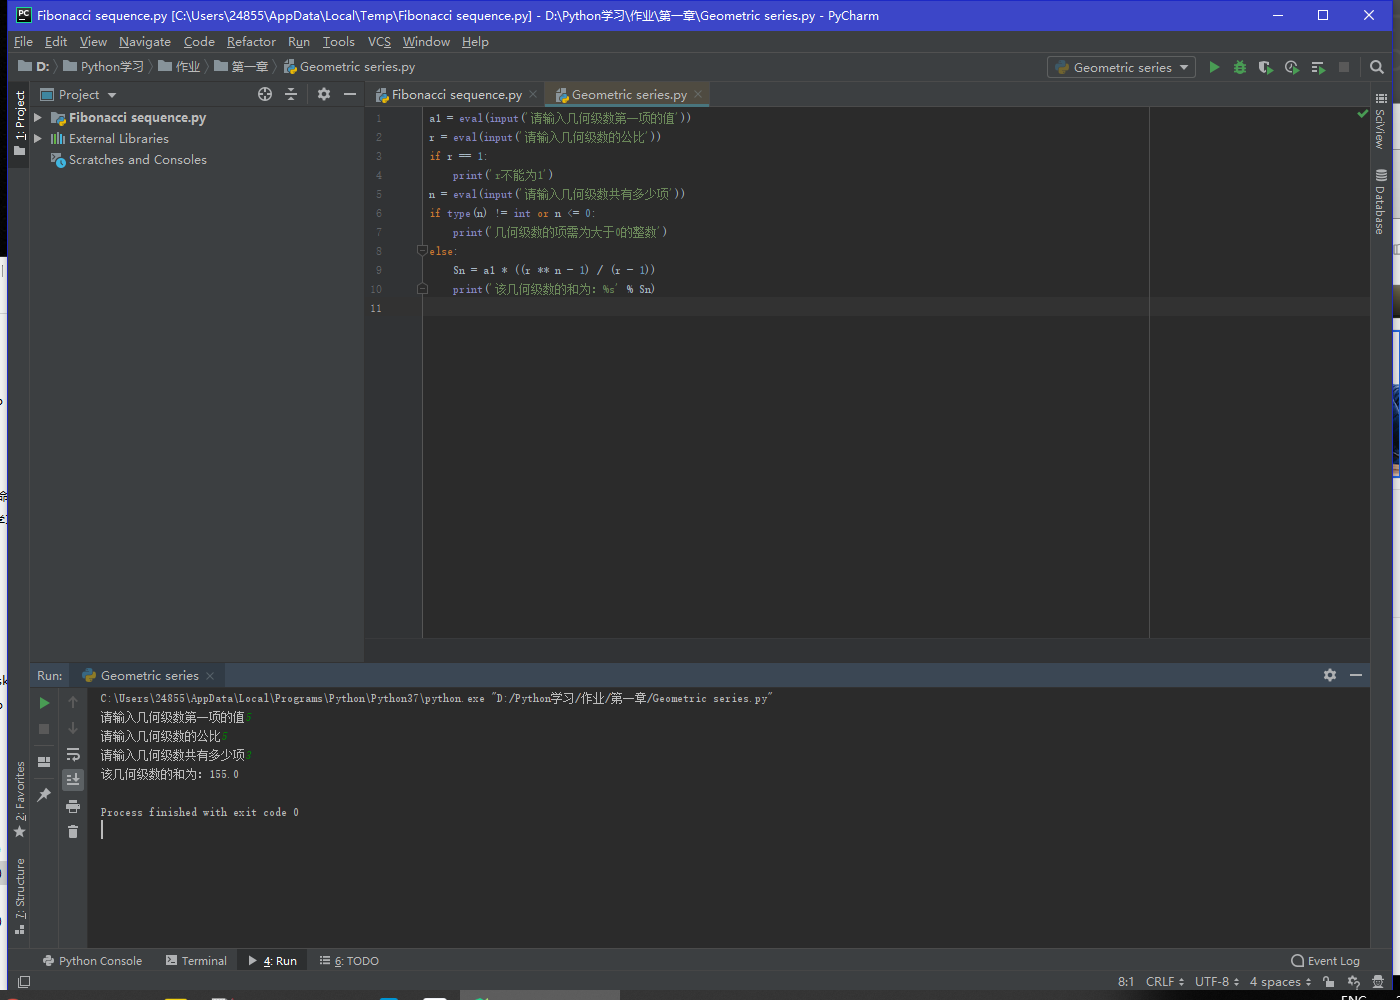 Fibonacci sequence.py [C:\Users\24855\AppData\Local\Temp\Fibonacci sequence.py] - D:\Python学习\作业\第一章\Geometric series.py - PyCharm
File Edit View Navigate Code Refactor Run Tools VCS Window Help
D: Python学习 作业 第一章 Geometric series.py Geometric series
1: Project
Project
Fibonacci sequence.py
External Libraries
Scratches and Consoles
Fibonacci sequence.py Geometric series.py
1 a1 = eval(input('请输入几何级数第一项的值'))
2 r = eval(input('请输入几何级数的公比'))
3 if r == 1:
4 print('r不能为1')
5 n = eval(input('请输入几何级数共有多少项'))
6 if type(n) != int or n <= 0:
7 print('几何级数的项需为大于0的整数')
8 else:
9 Sn = a1 * ((r ** n - 1) / (r - 1))
10 print('该几何级数的和为: %s' % Sn)
11
SciView
Database
Run: Geometric series
C:\Users\24855\AppData\Local\Programs\Python\Python37\python.exe "D:/Python学习/作业/第一章/Geometric series.py"
请输入几何级数第一项的值5
请输入几何级数的公比5
请输入几何级数共有多少项3
该几何级数的和为: 155.0
Process finished with exit code 0
2: Favorites
7: Structure
Python Console Terminal 4: Run 6: TODO Event Log
8:1 CRLF UTF-8 4 spaces